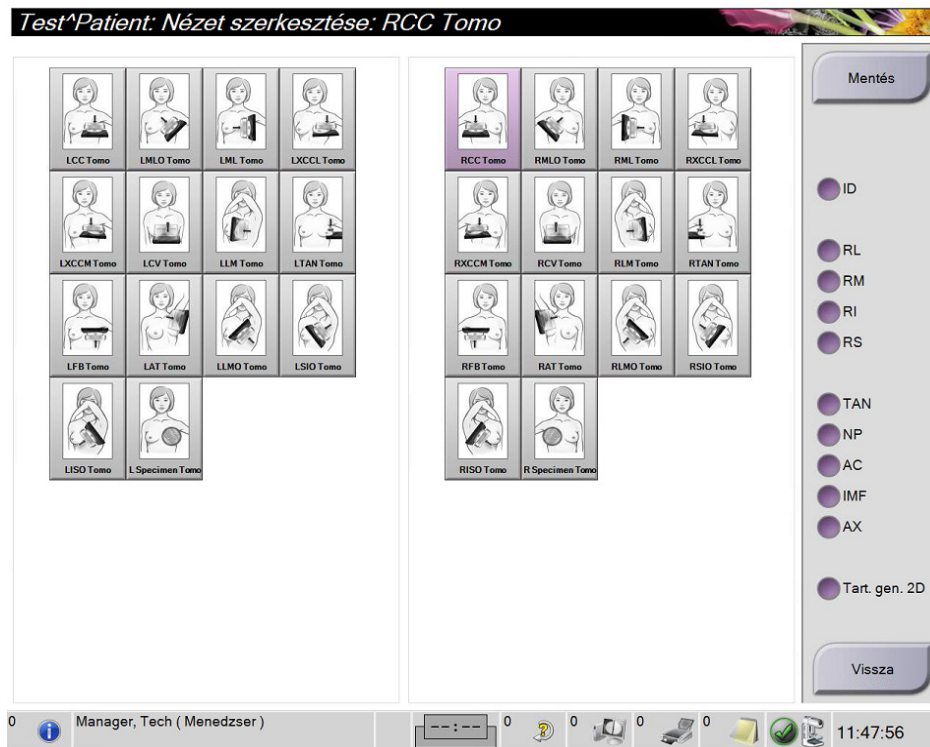 Test^Patient: Nézet szerkesztése: RCC Tomo
LCC Tomo LMLO Tomo LML Tomo LXCCL Tomo
LXCCM Tomo LCV Tomo LLM Tomo LTAN Tomo
LFB Tomo LAT Tomo LLMO Tomo LSIO Tomo
LISO Tomo L Specimen Tomo
RCC Tomo RMLO Tomo RML Tomo RXCCL Tomo
RXCCM Tomo RCV Tomo RLM Tomo RTAN Tomo
RFB Tomo RAT Tomo RLMO Tomo RSIO Tomo
RISO Tomo R Specimen Tomo
Mentés
ID
RL
RM
RI
RS
TAN
NP
AC
IMF
AX
Tart. gen. 2D
Vissza
0 Manager, Tech ( Menedzser ) --:-- 0 0 0 0 11:47:56